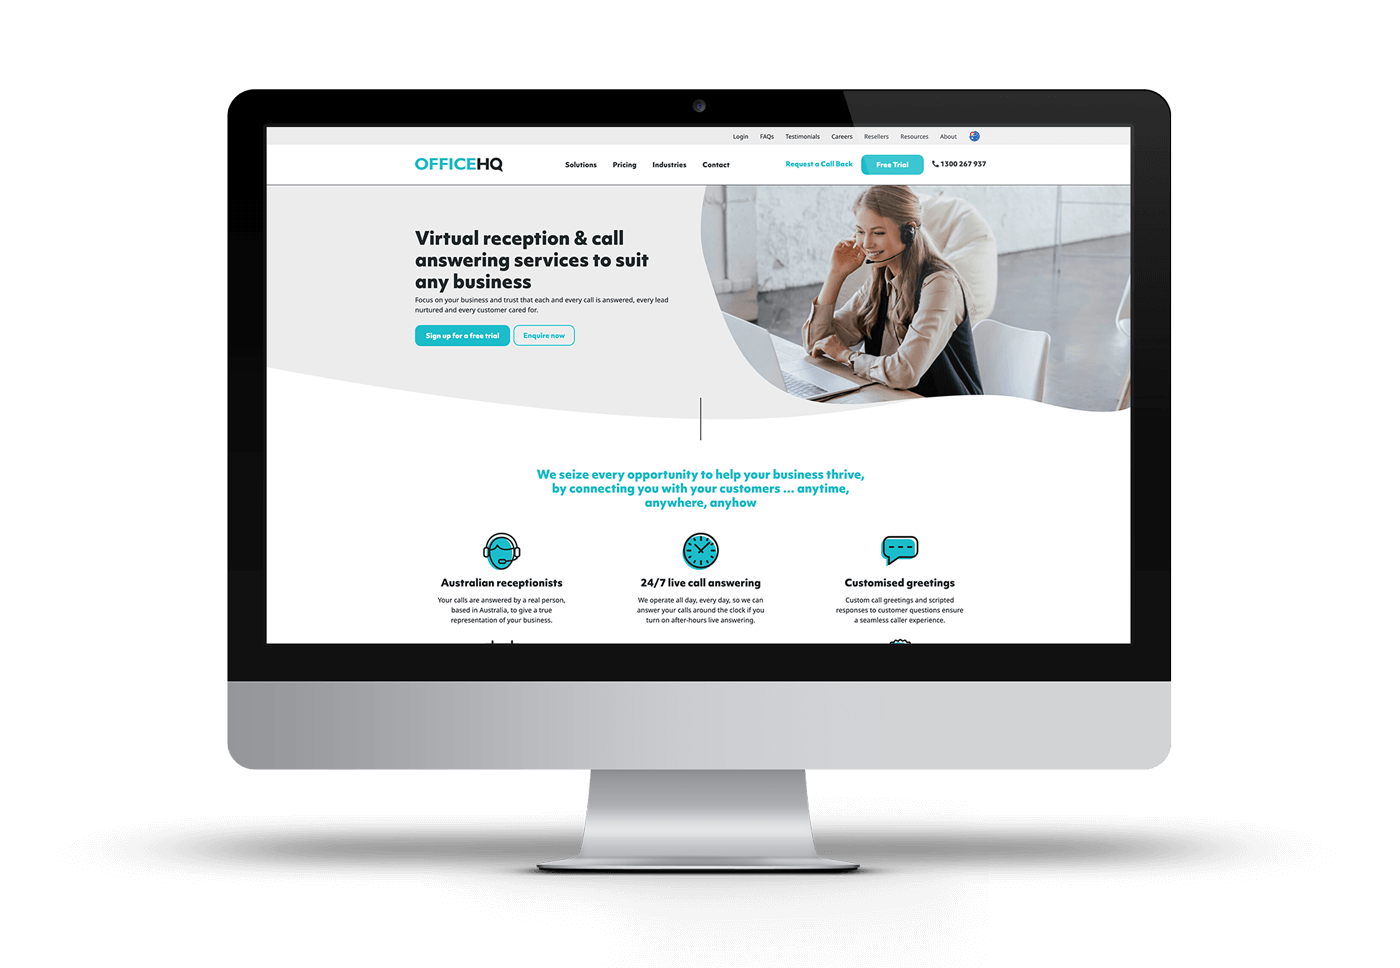 Login FAQs Testimonials Careers Resellers Resources About
OFFICEHQ Solutions Pricing Industries Contact Request a Call Back Free Trial 1300 267 937
Virtual reception & call
answering services to suit
any business
Focus on your business and trust that each and every call is answered, every lead
nurtured and every customer cared for.
Sign up for a free trial Enquire now
We seize every opportunity to help your business thrive,
by connecting you with your customers ... anytime,
anywhere, anyhow
Australian receptionists
Your calls are answered by a real person,
based in Australia, to give a true
representation of your business.
24/7 live call answering
We operate all day, every day, so we can
answer your calls around the clock if you
turn on after-hours live answering.
Customised greetings
Custom call greetings and scripted
responses to customer questions ensure
a seamless caller experience.